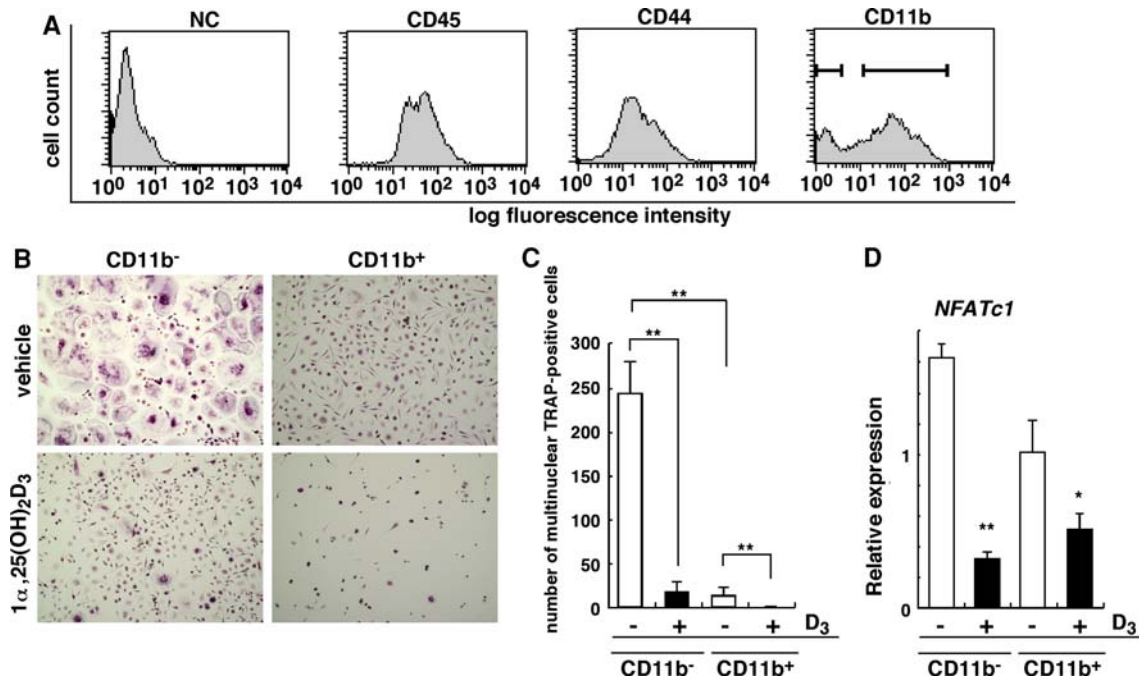 A
NC CD45 CD44 CD11b
cell count
10⁰ 10¹ 10² 10³ 10⁴ 10⁰ 10¹ 10² 10³ 10⁴ 10⁰ 10¹ 10² 10³ 10⁴ 10⁰ 10¹ 10² 10³ 10⁴
log fluorescence intensity
B
CD11b⁻ CD11b⁺
vehicle
1α,25(OH)₂D₃
C
number of multinuclear TRAP-positive cells
300
250
200
150
100
50
0
**
**
**
- + - + D₃
CD11b⁻ CD11b⁺
D
NFATc1
Relative expression
1
0
**
*
- + - +
CD11b⁻ CD11b⁺